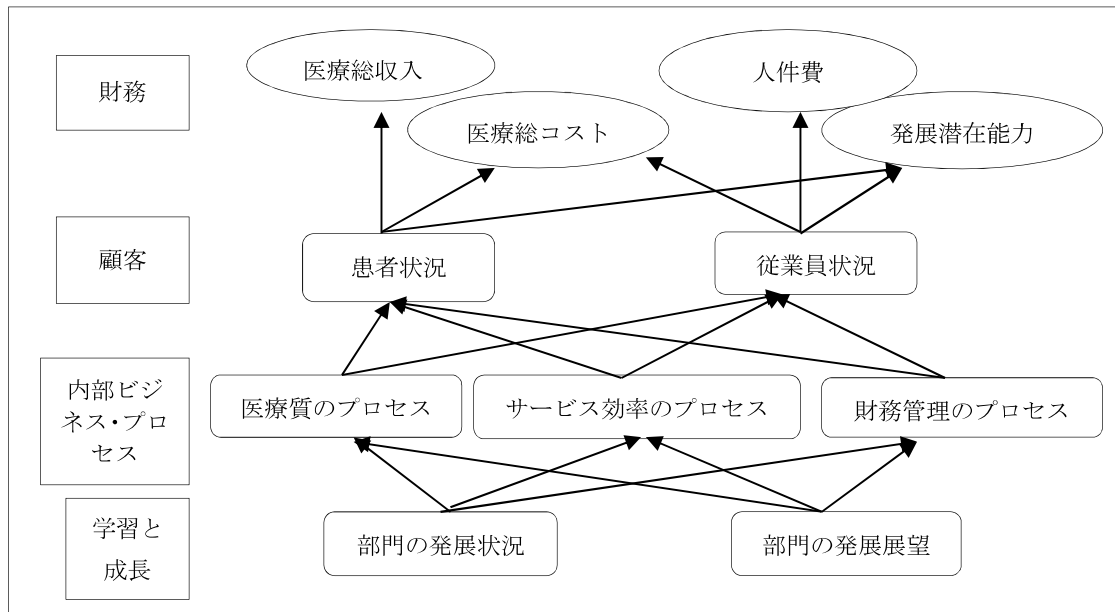 財務
医療総収入
人件費
医療総コスト
発展潜在能力
顧客
患者状況
従業員状況
内部ビジ
ネス・プロ
セス
医療質のプロセス
サービス効率のプロセス
財務管理のプロセス
学習と
成長
部門の発展状況
部門の発展展望